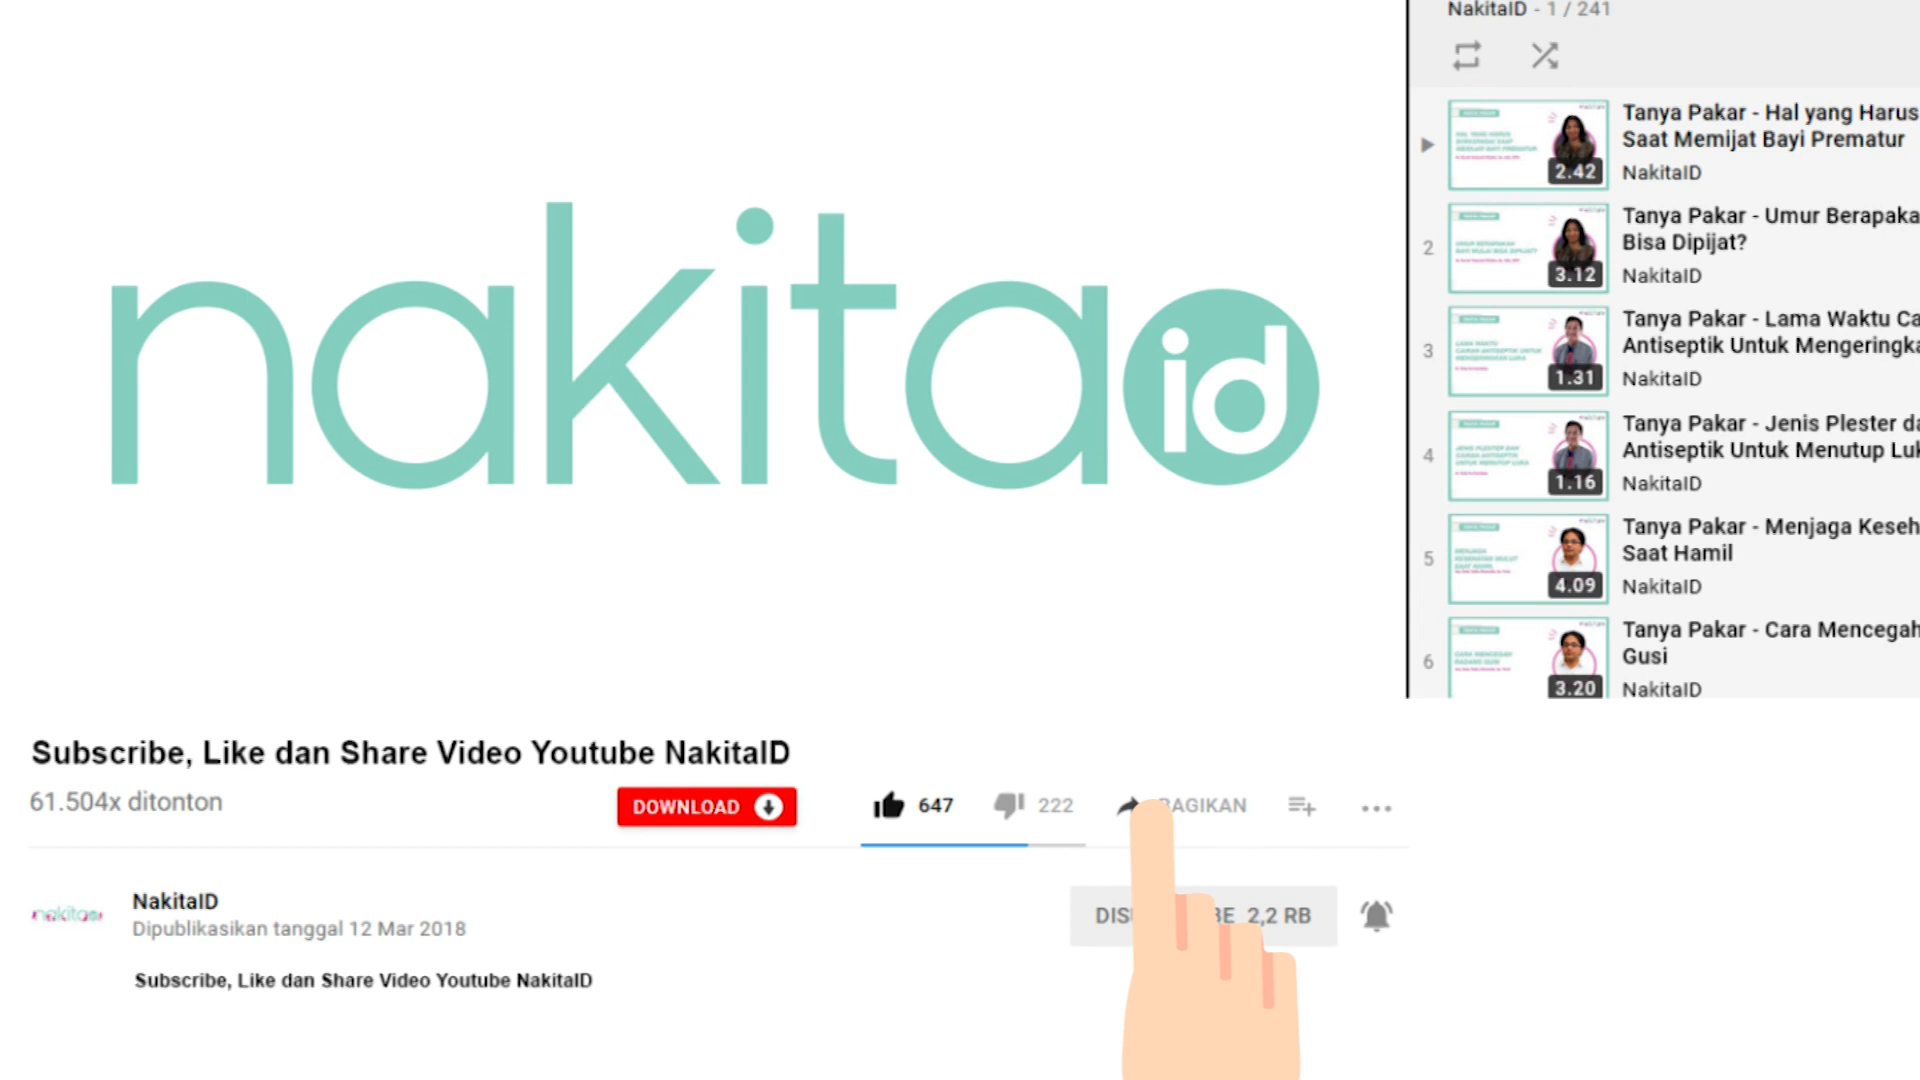 NakitaID - 1 / 241
nakita id
Tanya Pakar - Hal yang Harus
Saat Memijat Bayi Prematur
NakitaID
2.42
2
Tanya Pakar - Umur Berapaka
Bisa Dipijat?
NakitaID
3.12
3
Tanya Pakar - Lama Waktu Ca
Antiseptik Untuk Mengeringka
NakitaID
1.31
4
Tanya Pakar - Jenis Plester da
Antiseptik Untuk Menutup Luk
NakitaID
1.16
5
Tanya Pakar - Menjaga Keseh
Saat Hamil
NakitaID
4.09
6
Tanya Pakar - Cara Mencegah
Gusi
NakitaID
3.20
Subscribe, Like dan Share Video Youtube NakitaID
61.504x ditonton
DOWNLOAD
647
222
BAGIKAN
NakitaID
Dipublikasikan tanggal 12 Mar 2018
2,2 RB
Subscribe, Like dan Share Video Youtube NakitaID